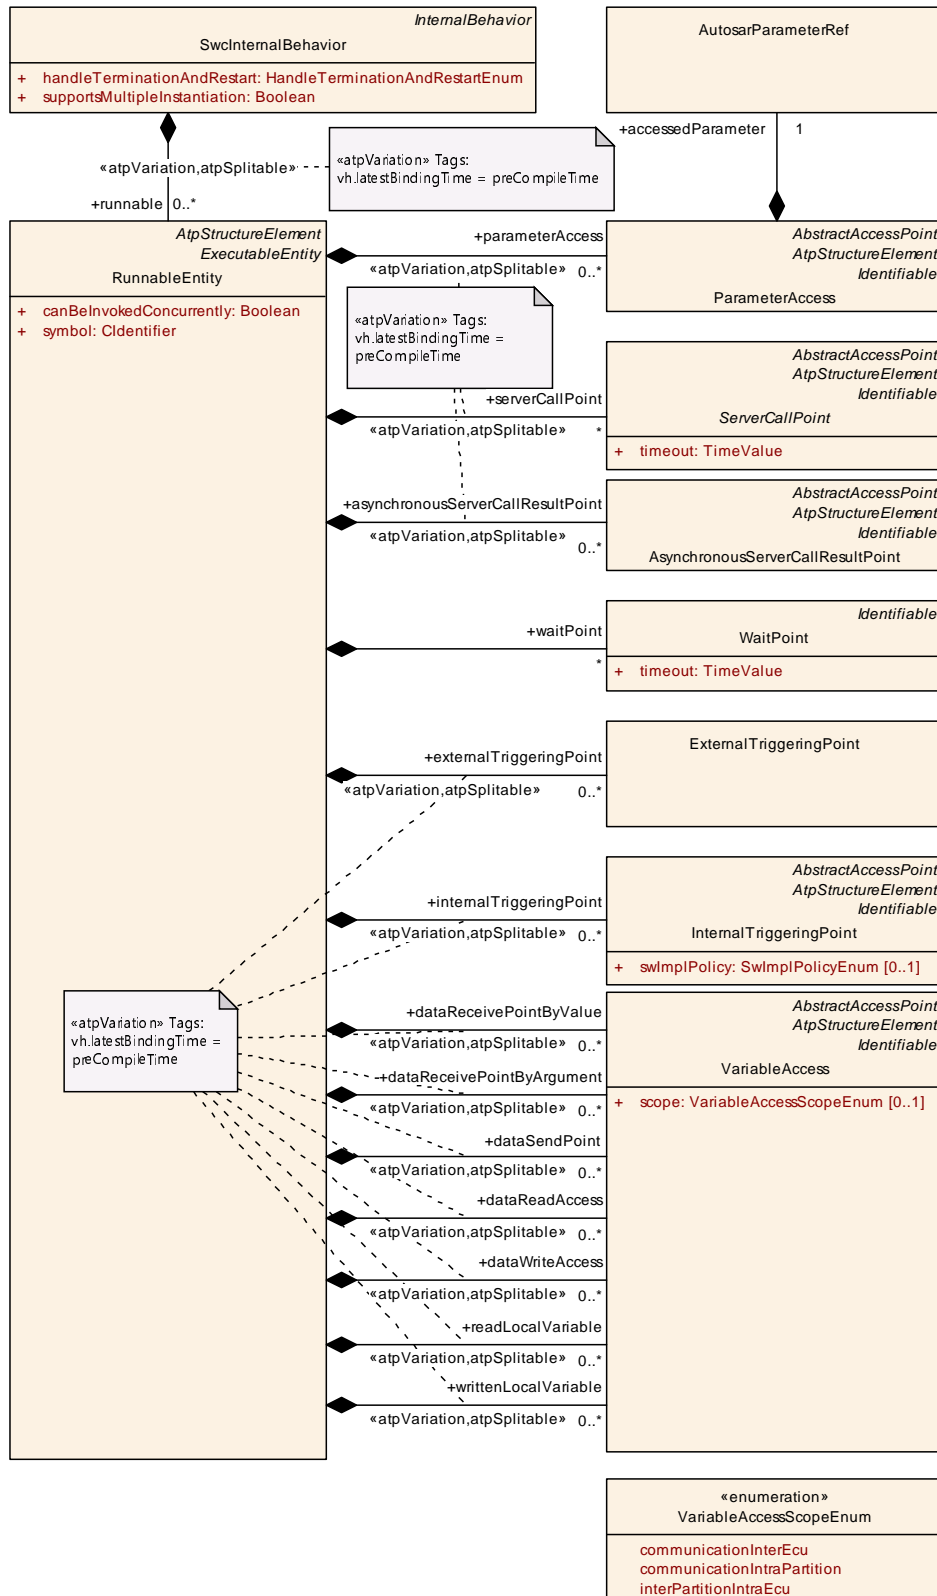 InternalBehavior
SwcInternalBehavior
+ handleTerminationAndRestart: HandleTerminationAndRestartEnum
+ supportsMultipleInstantiation: Boolean
AutosarParameterRef
+accessedParameter 1
«atpVariation,atpSplitable»
«atpVariation» Tags:
vh.latestBindingTime = preCompileTime
+runnable 0..*
AtpStructureElement
ExecutableEntity
RunnableEntity
+ canBeInvokedConcurrently: Boolean
+ symbol: CIdentifier
+parameterAccess
«atpVariation,atpSplitable» 0..*
AbstractAccessPoint
AtpStructureElement
Identifiable
ParameterAccess
«atpVariation» Tags:
vh.latestBindingTime =
preCompileTime
+serverCallPoint
«atpVariation,atpSplitable» *
AbstractAccessPoint
AtpStructureElement
Identifiable
ServerCallPoint
+ timeout: TimeValue
+asynchronousServerCallResultPoint
«atpVariation,atpSplitable» 0..*
AbstractAccessPoint
AtpStructureElement
Identifiable
AsynchronousServerCallResultPoint
+waitPoint
*
Identifiable
WaitPoint
+ timeout: TimeValue
+externalTriggeringPoint
«atpVariation,atpSplitable» 0..*
ExternalTriggeringPoint
+internalTriggeringPoint
«atpVariation,atpSplitable» 0..*
AbstractAccessPoint
AtpStructureElement
Identifiable
InternalTriggeringPoint
+ swImplPolicy: SwImplPolicyEnum [0..1]
«atpVariation» Tags:
vh.latestBindingTime =
preCompileTime
+dataReceivePointByValue
«atpVariation,atpSplitable» 0..*
+dataReceivePointByArgument
«atpVariation,atpSplitable» 0..*
+dataSendPoint
«atpVariation,atpSplitable» 0..*
+dataReadAccess
«atpVariation,atpSplitable» 0..*
+dataWriteAccess
«atpVariation,atpSplitable» 0..*
+readLocalVariable
«atpVariation,atpSplitable» 0..*
+writtenLocalVariable
«atpVariation,atpSplitable» 0..*
AbstractAccessPoint
AtpStructureElement
Identifiable
VariableAccess
+ scope: VariableAccessScopeEnum [0..1]
«enumeration»
VariableAccessScopeEnum
communicationInterEcu
communicationIntraPartition
interPartitionIntraEcu